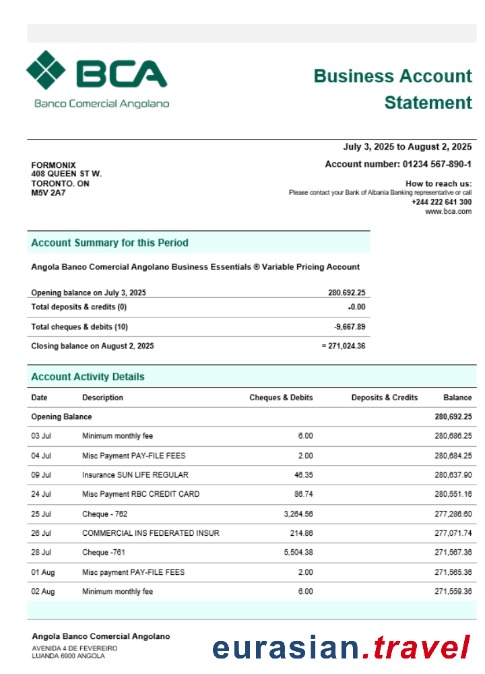 BCA
Banco Comercial Angolano
Business Account
Statement
July 3, 2025 to August 2, 2025
Account number: 01234 567-890-1
FORMONIX
408 QUEEN ST W.
TORONTO. ON
M5V 2A7
How to reach us:
Please contact your Bank of Albania Banking representative or call
+244 222 641 300
www.bca.com
Account Summary for this Period
Angola Banco Comercial Angolano Business Essentials ® Variable Pricing Account
Opening balance on July 3, 2025 280.692.25
Total deposits & credits (0) .0.00
Total cheques & debits (10) -9,667.89
Closing balance on August 2, 2025 = 271,024.36
Account Activity Details
Date Description Cheques & Debits Deposits & Credits Balance
Opening Balance 280,692.25
03 Jul Minimum monthly fee 6.00 280,686.25
04 Jul Misc Payment PAY-FILE FEES 2.00 280,684.25
09 Jul Insurance SUN LIFE REGULAR 46.35 280,637.90
24 Jul Misc Payment RBC CREDIT CARD 86.74 280,551.16
25 Jul Cheque - 762 3,264.56 277,286.60
26 Jul COMMERCIAL INS FEDERATED INSUR 214.86 277,071.74
28 Jul Cheque -761 5,504.38 271,567.36
01 Aug Misc payment PAY-FILE FEES 2.00 271,565.36
02 Aug Minimum monthly fee 6.00 271,559.36
Angola Banco Comercial Angolano
AVENIDA 4 DE FEVEREIRO
LUANDA 6900 ANGOLA
eurasian.travel